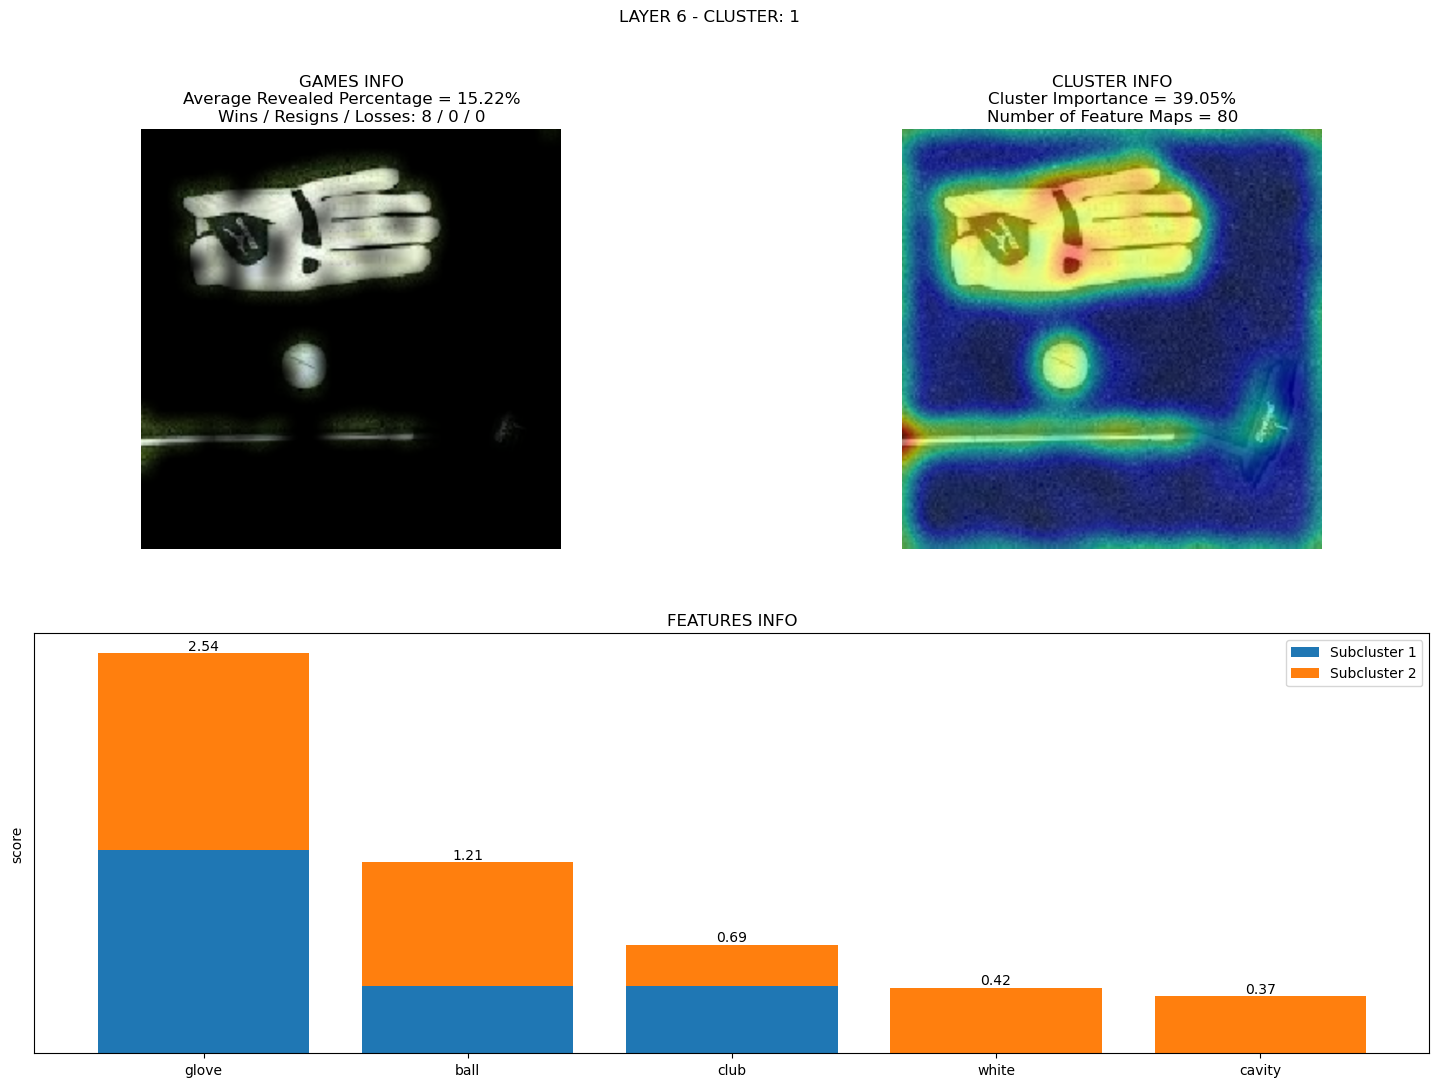 LAYER 6 - CLUSTER: 1
GAMES INFO
Average Revealed Percentage = 15.22%
Wins / Resigns / Losses: 8 / 0 / 0
CLUSTER INFO
Cluster Importance = 39.05%
Number of Feature Maps = 80
FEATURES INFO
Subcluster 1
Subcluster 2
score
2.54
1.21
0.69
0.42
0.37
glove
ball
club
white
cavity